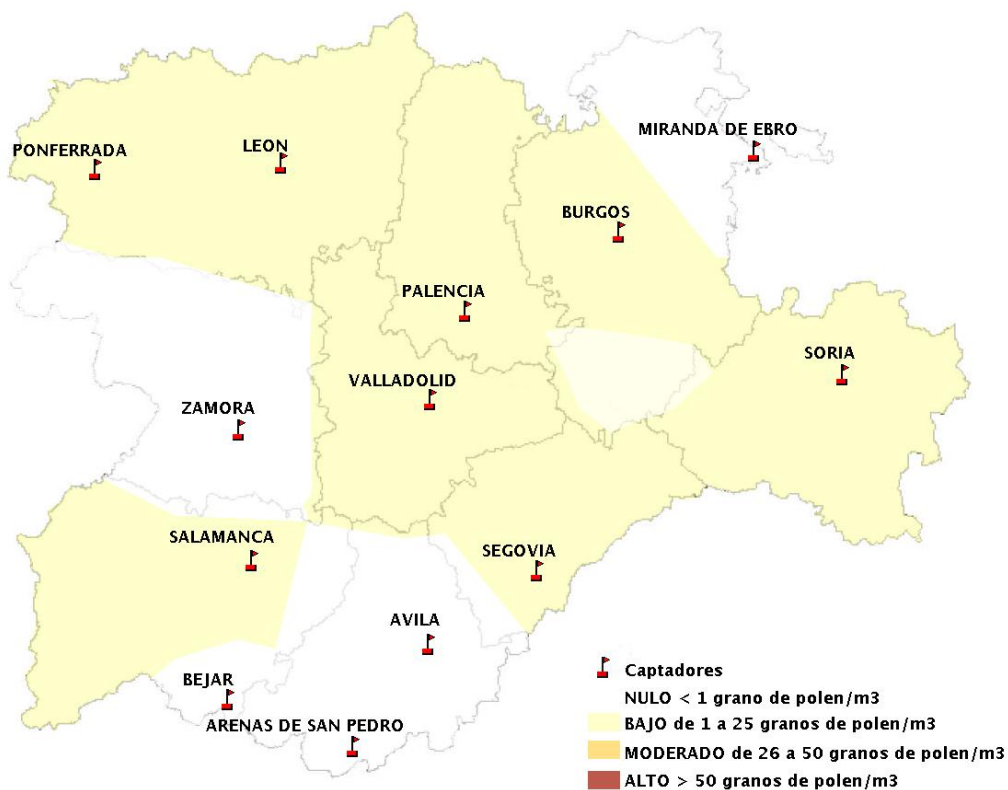 MIRANDA DE EBRO
PONFERRADA
LEON
BURGOS
PALENCIA
SORIA
VALLADOLID
ZAMORA
SALAMANCA
SEGOVIA
AVILA
BEJAR
ARENAS DE SAN PEDRO
Captadores
NULO < 1 grano de polen/m3
BAJO de 1 a 25 granos de polen/m3
MODERADO de 26 a 50 granos de polen/m3
ALTO > 50 granos de polen/m3